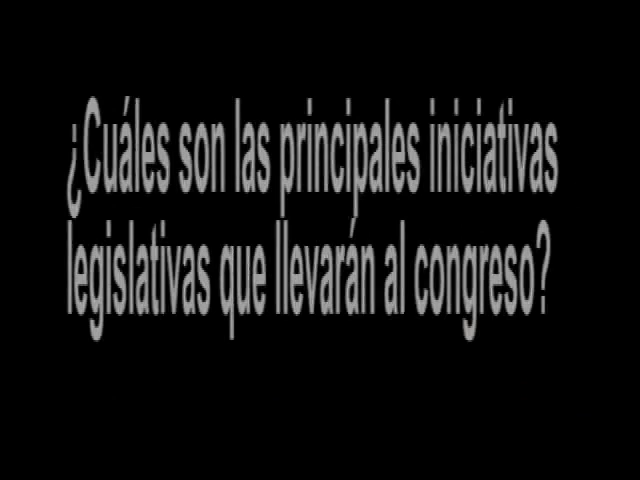 ¿Cuáles son las principales iniciativas
legislativas que llevarán al congreso?